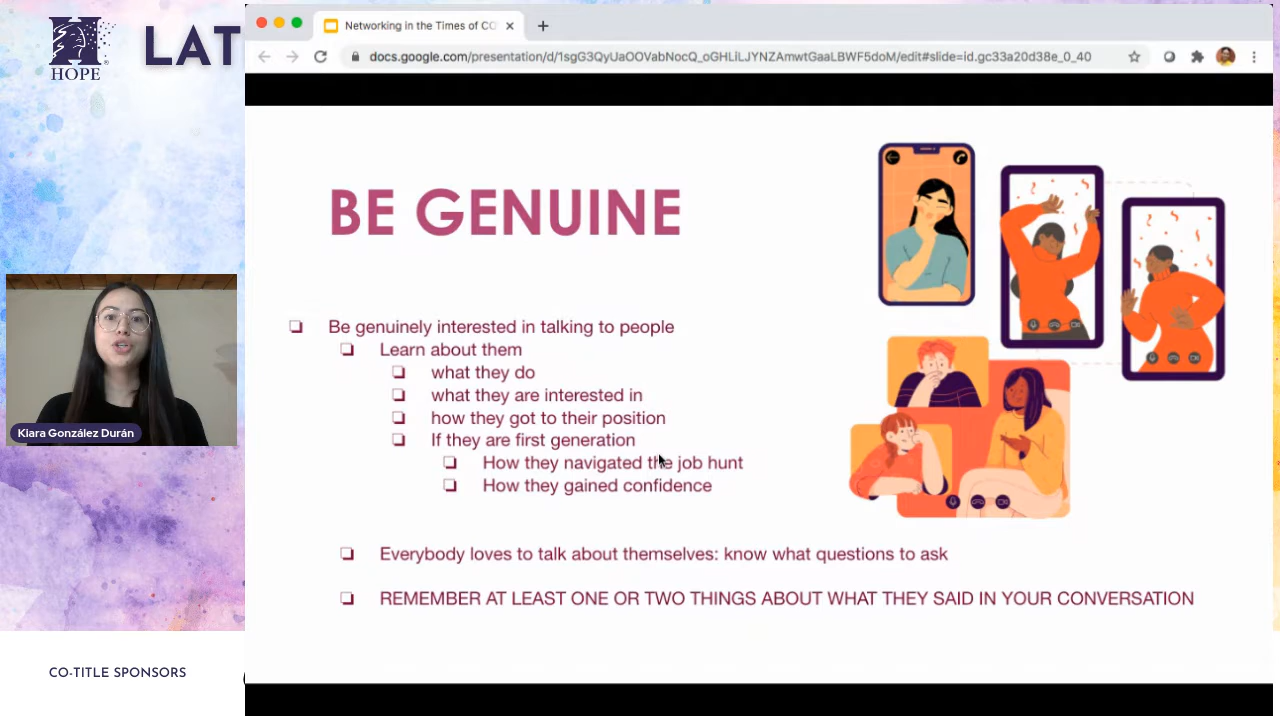 HOPE
LAT
Networking in the Times of CO
docs.google.com/presentation/d/1sgG3QyUaOOVabNocQ_oGHLiLJYNZAmwtGaaLBWF5doM/edit#slide=id.gc33a20d38e_0_40
BE GENUINE
Be genuinely interested in talking to people
Learn about them
what they do
what they are interested in
how they got to their position
If they are first generation
How they navigated the job hunt
How they gained confidence
Everybody loves to talk about themselves: know what questions to ask
REMEMBER AT LEAST ONE OR TWO THINGS ABOUT WHAT THEY SAID IN YOUR CONVERSATION
Kiara González Durán
CO-TITLE SPONSORS